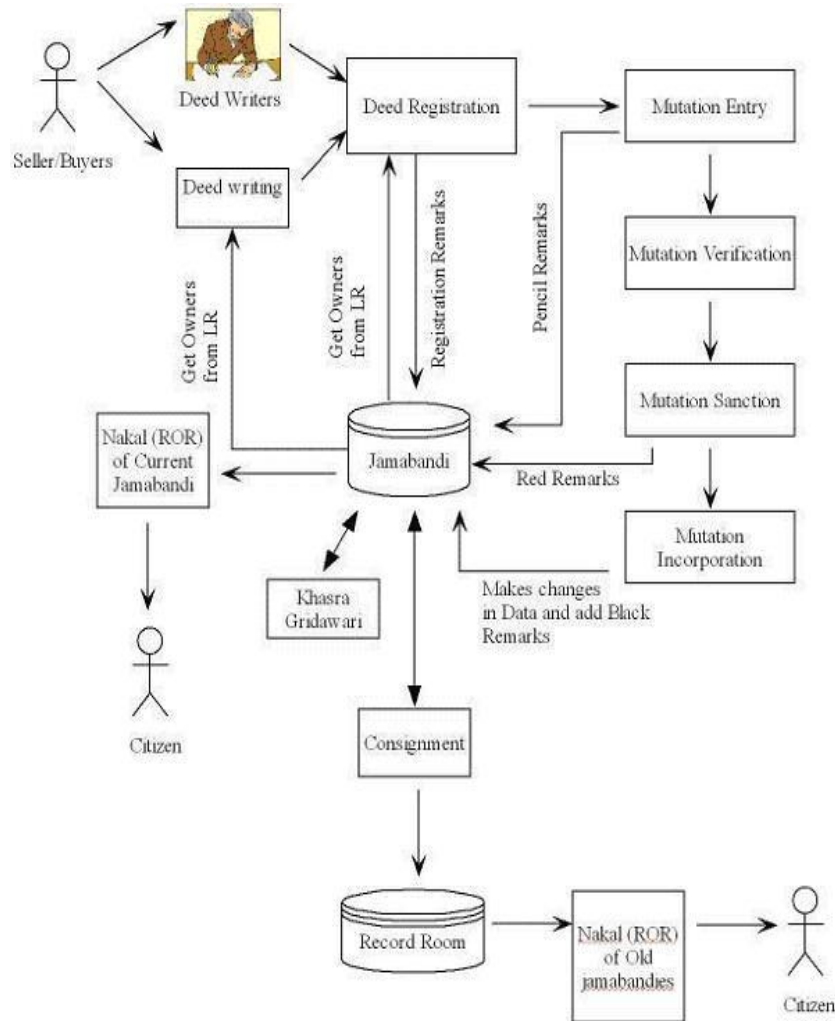 Deed Writers
Seller/Buyers
Deed writing
Deed Registration
Mutation Entry
Mutation Verification
Mutation Sanction
Mutation
Incorporation
Get Owners
from LR
Get Owners
from LR
Registration Remarks
Pencil Remarks
Nakal (ROR)
of Current
Jamabandi
Jamabandi
Red Remarks
Khasra
Gridawari
Makes changes
in Data and add Black
Remarks
Citizen
Consignment
Record Room
Nakal (ROR)
of Old
jamabandies
Citizen